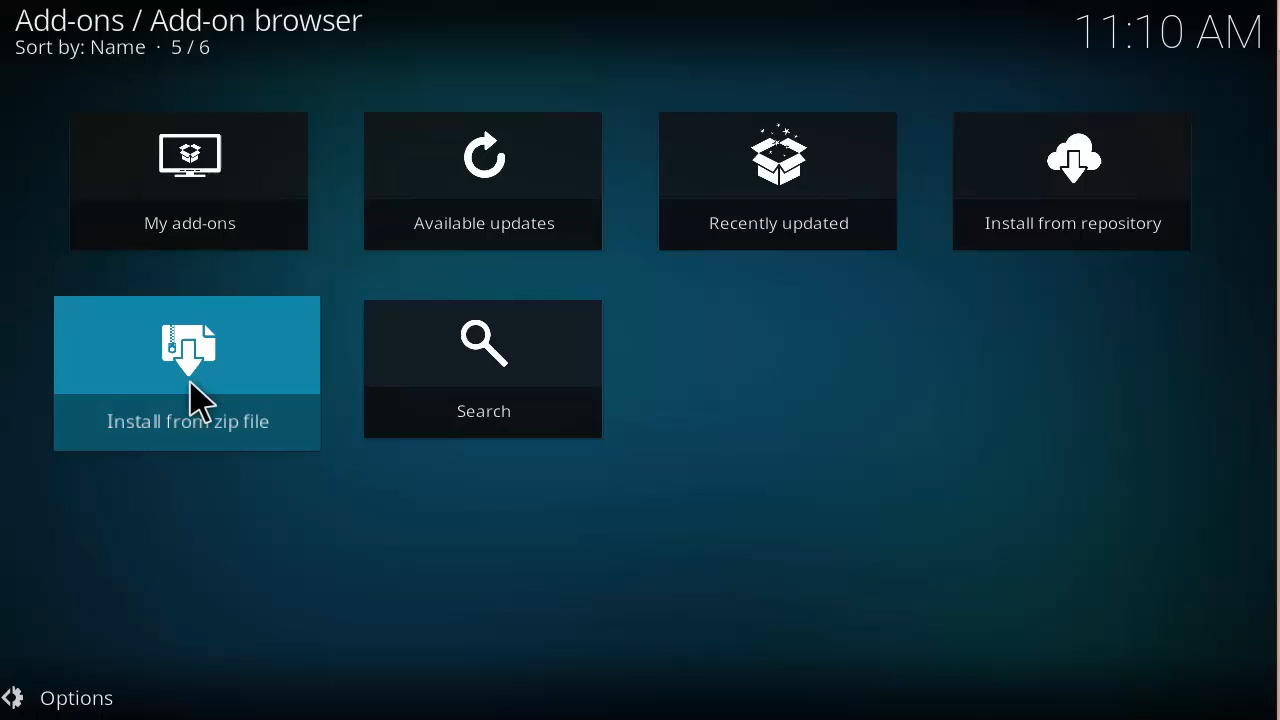 Add-ons / Add-on browser
Sort by: Name · 5 / 6
11:10 AM
My add-ons
Available updates
Recently updated
Install from repository
Install from zip file
Search
Options